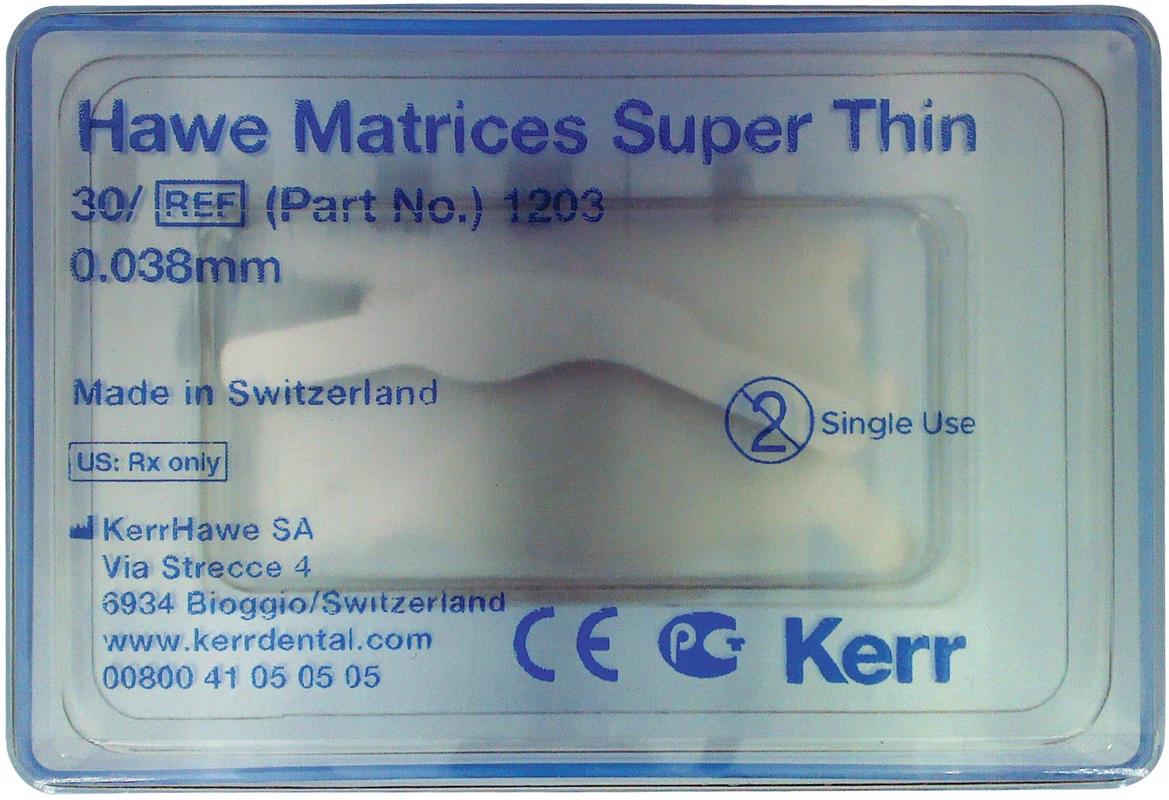 Hawe Matrices Super Thin
30/ REF (Part No.) 1203
0.038mm
Made in Switzerland
2 Single Use
US: Rx only
KerrHawe SA
Via Strecce 4
6934 Bioggio/Switzerland
www.kerrdental.com
00800 41 05 05 05
CE PCT Kerr